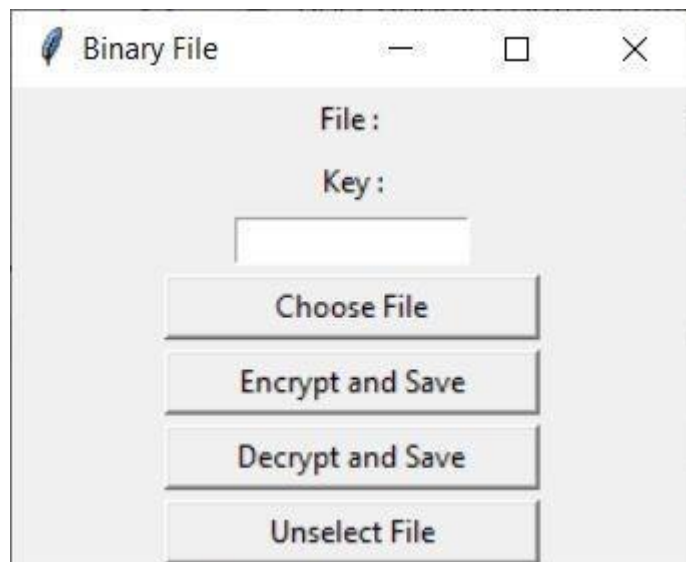 Binary File
File :
Key :
Choose File
Encrypt and Save
Decrypt and Save
Unselect File